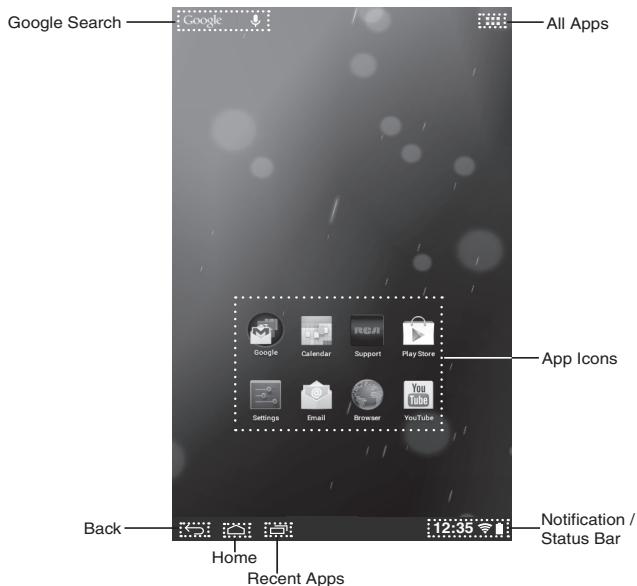 Google Search
Google
All Apps
Google
Calendar
RCA
Support
Play Store
App Icons
You
Tube
Settings
Email
Browser
YouTube
Back
12:35
Notification /
Status Bar
Home
Recent Apps